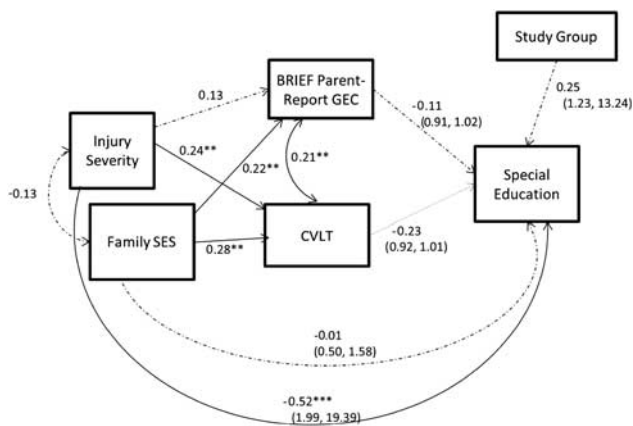 Study Group
BRIEF Parent-
Report GEC
0.13
-0.11
(0.91, 1.02)
0.25
(1.23, 13.24)
Injury
Severity
0.24**
0.22**
0.21**
Special
Education
-0.13
Family SES
0.28**
CVLT
-0.23
(0.92, 1.01)
-0.01
(0.50, 1.58)
-0.52***
(1.99, 19.39)